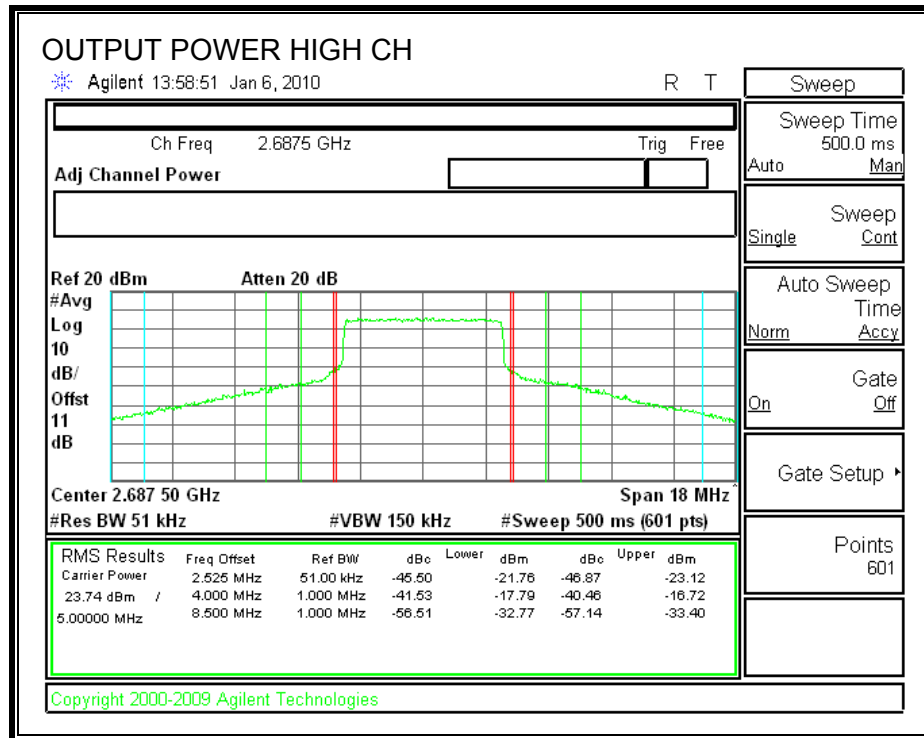 OUTPUT POWER HIGH CH
Agilent 13:58:51 Jan 6, 2010 R T
Ch Freq 2.6875 GHz Trig Free
Adj Channel Power
Ref 20 dBm Atten 20 dB
#Avg
Log
10
dB/
Offst
11
dB
Center 2.687 50 GHz Span 18 MHz
#Res BW 51 kHz #VBW 150 kHz #Sweep 500 ms (601 pts)
RMS Results Freq Offset Ref BW dBc Lower dBm dBc Upper dBm
Carrier Power 2.525 MHz 51.00 kHz -45.50 -21.76 -46.87 -23.12
23.74 dBm / 4.000 MHz 1.000 MHz -41.53 -17.79 -40.46 -16.72
5.00000 MHz 8.500 MHz 1.000 MHz -56.51 -32.77 -57.14 -33.40
Copyright 2000-2009 Agilent Technologies
Sweep
Sweep Time
500.0 ms
Auto Man
Sweep
Single Cont
Auto Sweep
Time
Norm Accy
Gate
On Off
Gate Setup
Points
601